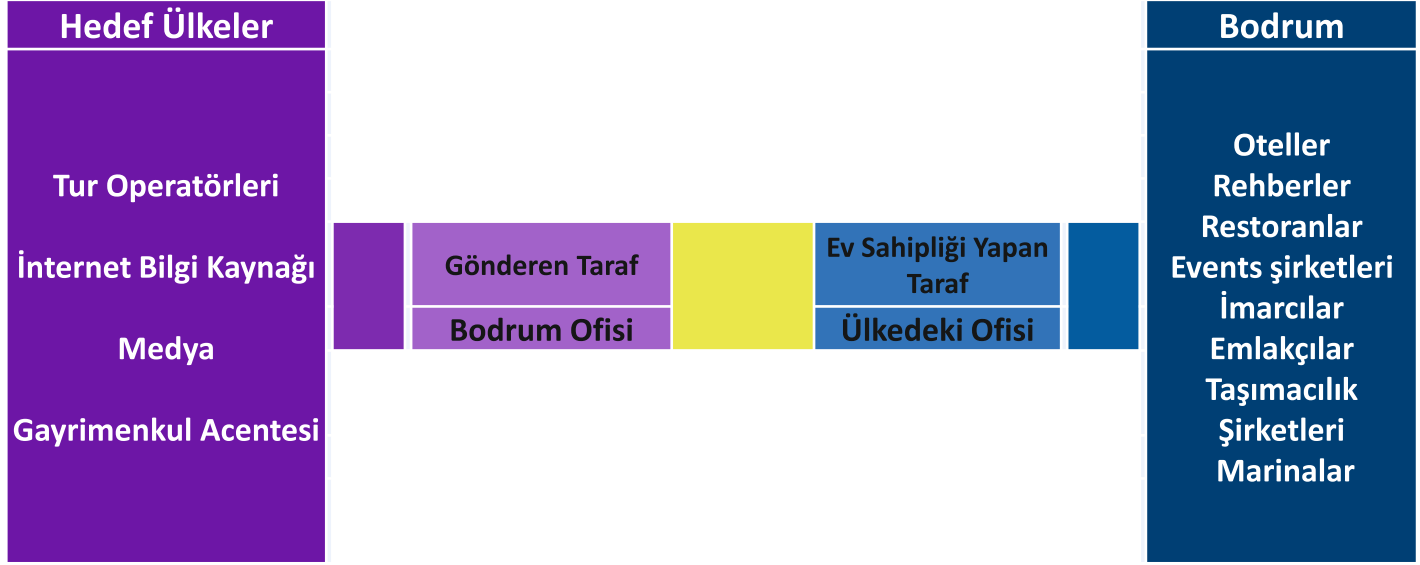 Hedef Ülkeler
Tur Operatörleri
İnternet Bilgi Kaynağı
Medya
Gayrimenkul Acentesi
Gönderen Taraf
Bodrum Ofisi
Ev Sahipliği Yapan
Taraf
Ülkedeki Ofisi
Bodrum
Oteller
Rehberler
Restoranlar
Events şirketleri
İmarcılar
Emlakçılar
Taşımacılık
Şirketleri
Marinalar